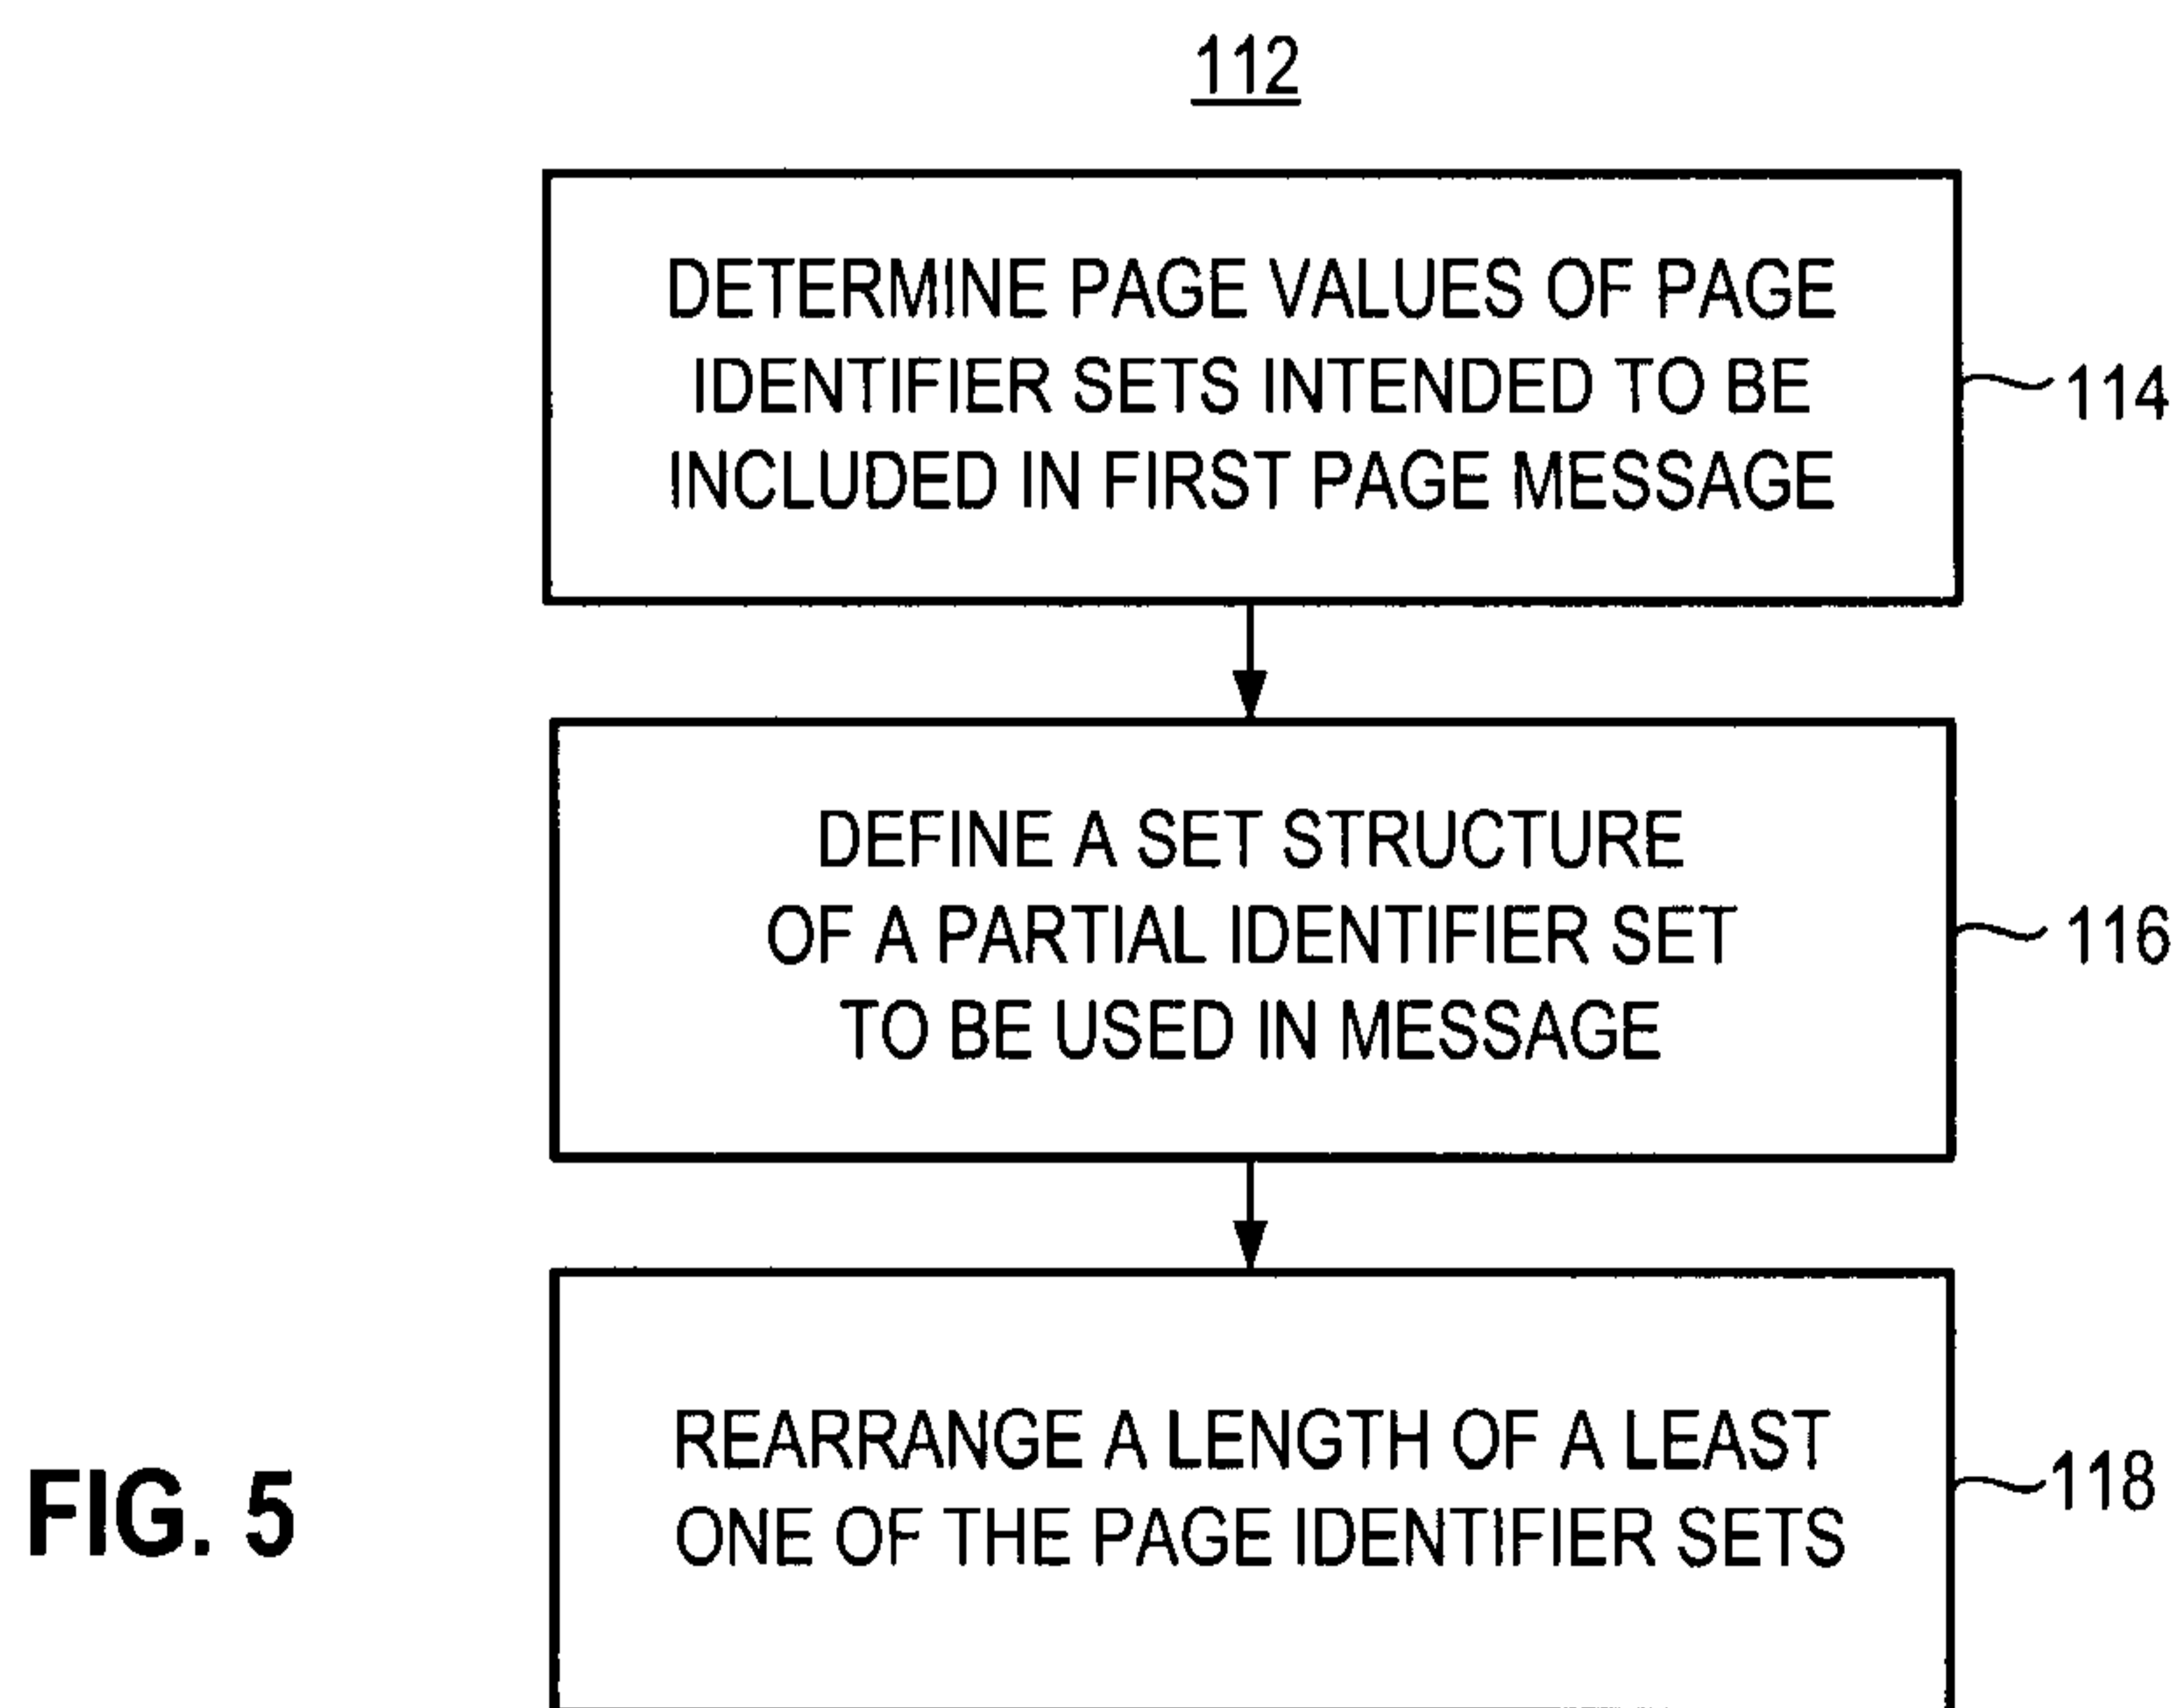 112
DETERMINE PAGE VALUES OF PAGE
IDENTIFIER SETS INTENDED TO BE
INCLUDED IN FIRST PAGE MESSAGE
114
DEFINE A SET STRUCTURE
OF A PARTIAL IDENTIFIER SET
TO BE USED IN MESSAGE
116
REARRANGE A LENGTH OF A LEAST
ONE OF THE PAGE IDENTIFIER SETS
118
FIG. 5